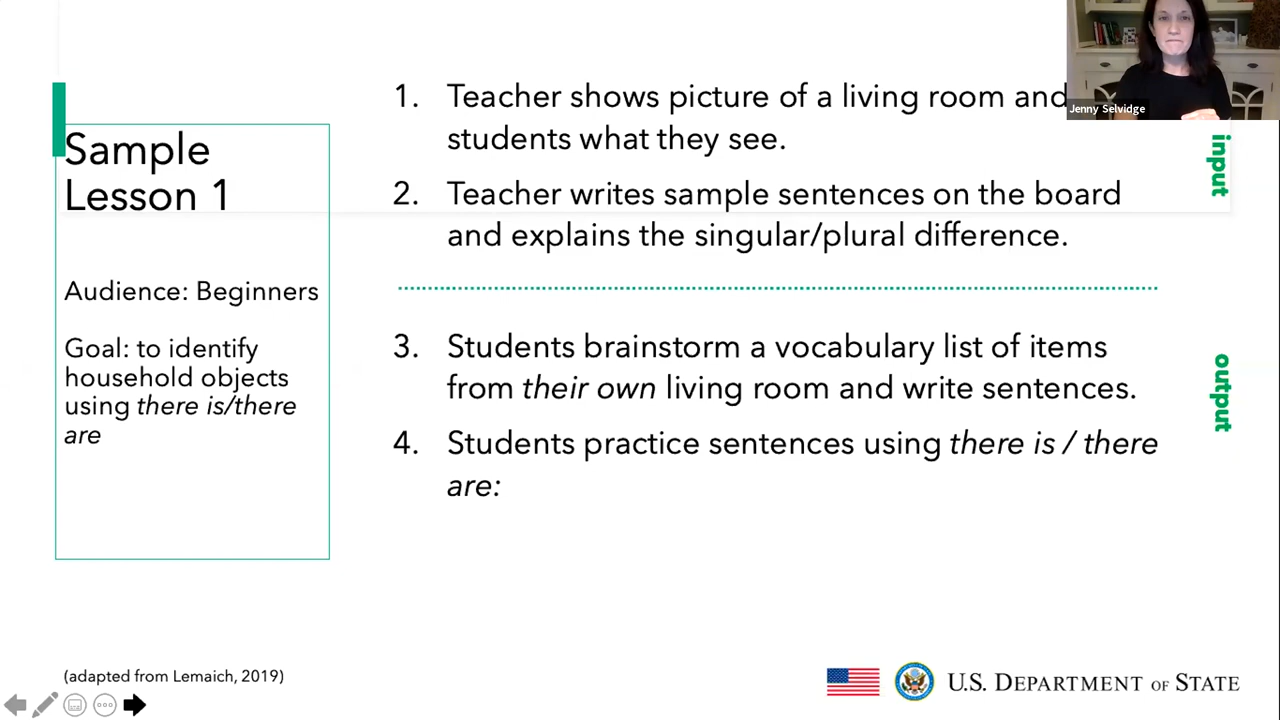 Jenny Selvidge
Sample
Lesson 1
Audience: Beginners
Goal: to identify
household objects
using there is/there
are
1. Teacher shows picture of a living room and
students what they see.
2. Teacher writes sample sentences on the board
and explains the singular/plural difference.
input
3. Students brainstorm a vocabulary list of items
from their own living room and write sentences.
4. Students practice sentences using there is / there
are:
output
(adapted from Lemaich, 2019)
U.S. DEPARTMENT OF STATE